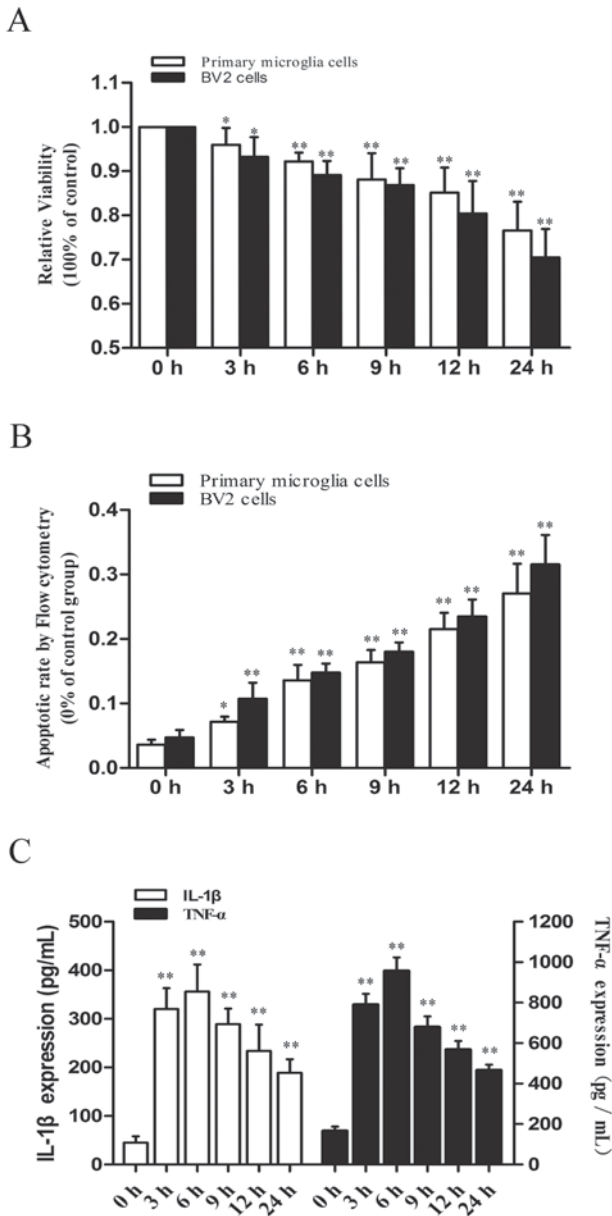 A
Primary microglia cells
BV2 cells
Relative Viability
(100% of control)
1.1
1.0
0.9
0.8
0.7
0.6
0.5
* * ** ** ** ** ** ** ** **
0 h 3 h 6 h 9 h 12 h 24 h
B
Primary microglia cells
BV2 cells
Apoptotic rate by Flow cytometry
(0% of control group)
0.4
0.3
0.2
0.1
0.0
* ** ** ** ** ** ** ** ** **
0 h 3 h 6 h 9 h 12 h 24 h
C
IL-1β
TNF-α
IL-1β expression (pg/mL)
500
400
300
200
100
0
** ** ** ** ** ** ** ** ** **
0 h 3 h 6 h 9 h 12 h 24 h 0 h 3 h 6 h 9 h 12 h 24 h
1200
1000
800
600
400
200
0
TNF-α expression (pg / mL)